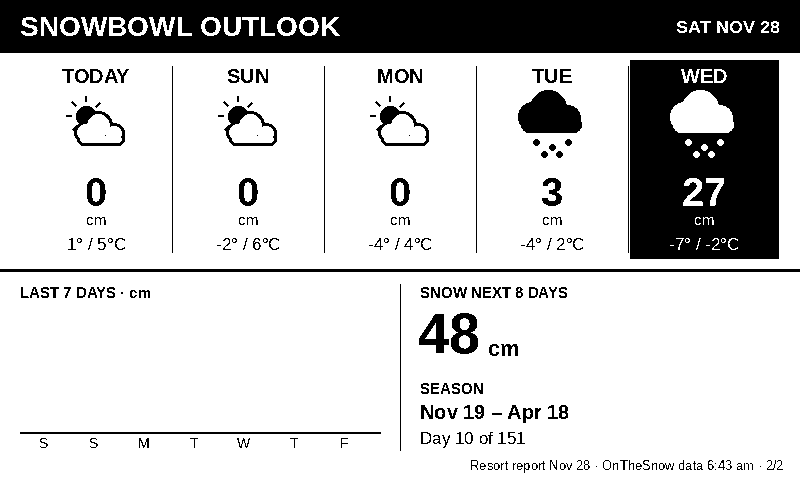 SNOWBOWL OUTLOOK
SAT NOV 28
TODAY
0
cm
1° / 5°C
SUN
0
cm
-2° / 6°C
MON
0
cm
-4° / 4°C
TUE
3
cm
-4° / 2°C
WED
27
cm
-7° / -2°C
LAST 7 DAYS · cm
S S M T W T F
SNOW NEXT 8 DAYS
48 cm
SEASON
Nov 19 – Apr 18
Day 10 of 151
Resort report Nov 28 · OnTheSnow data 6:43 am · 2/2